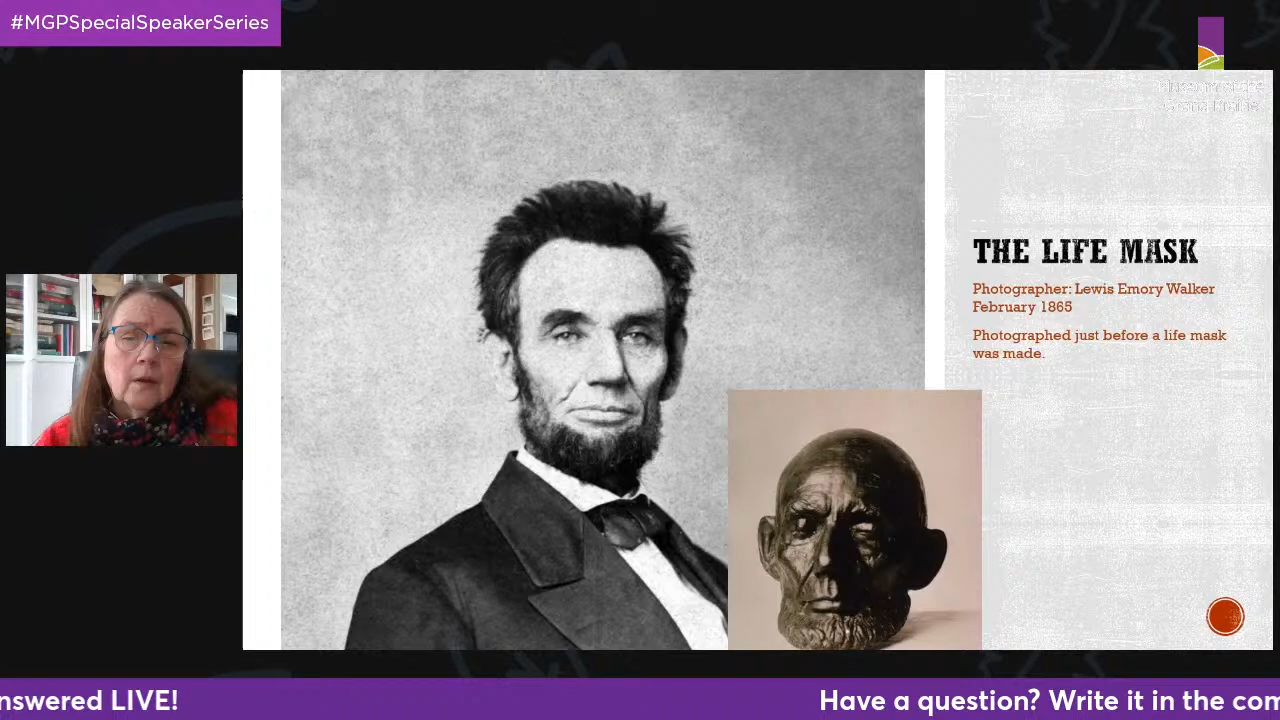 #MGPSpecialSpeakerSeries
THE LIFE MASK
Photographer: Lewis Emory Walker
February 1865
Photographed just before a life mask
was made.
nswered LIVE!
Have a question? Write it in the com